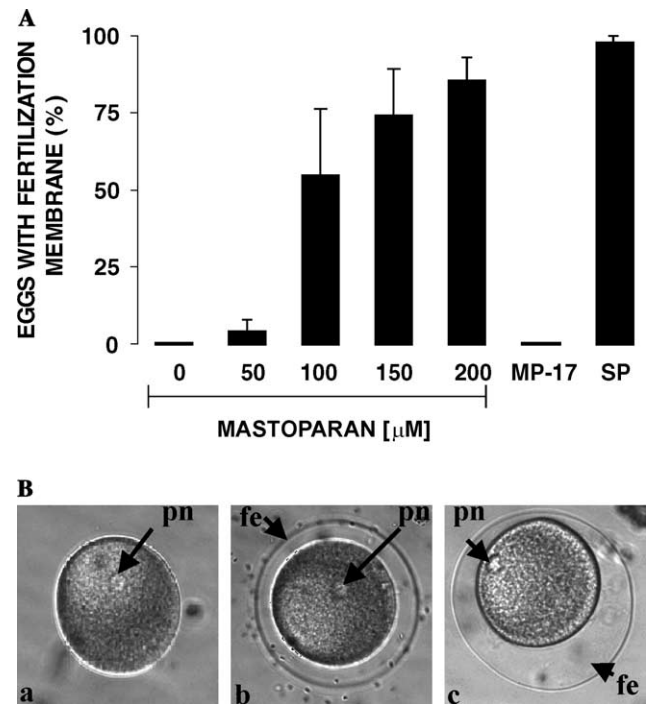 A
EGGS WITH FERTILIZATION
MEMBRANE (%)
100
75
50
25
0
0 50 100 150 200 MP-17 SP
MASTOPARAN [μM]
B
pn
fe
pn
pn
fe
a
b
c